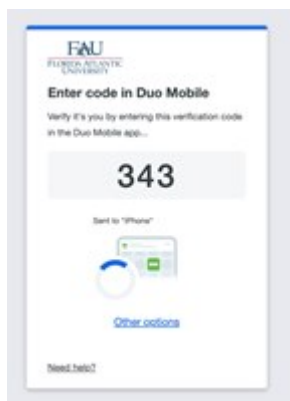 FAU
FLORIDA ATLANTIC
UNIVERSITY
Enter code in Duo Mobile
Verify it's you by entering this verification code
in the Duo Mobile app...
343
Sent to "iPhone"
Other options
Need help?